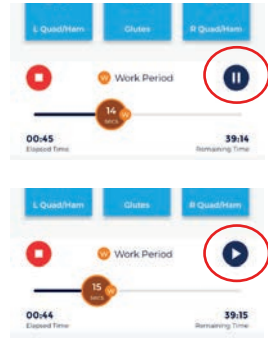 L Quad/Ham Glutes R Quad/Ham
W Work Period
14 W
secs
00:45 39:14
Elapsed Time Remaining Time
L Quad/Ham Glutes R Quad/Ham
W Work Period
15 W
secs
00:44 39:15
Elapsed Time Remaining Time